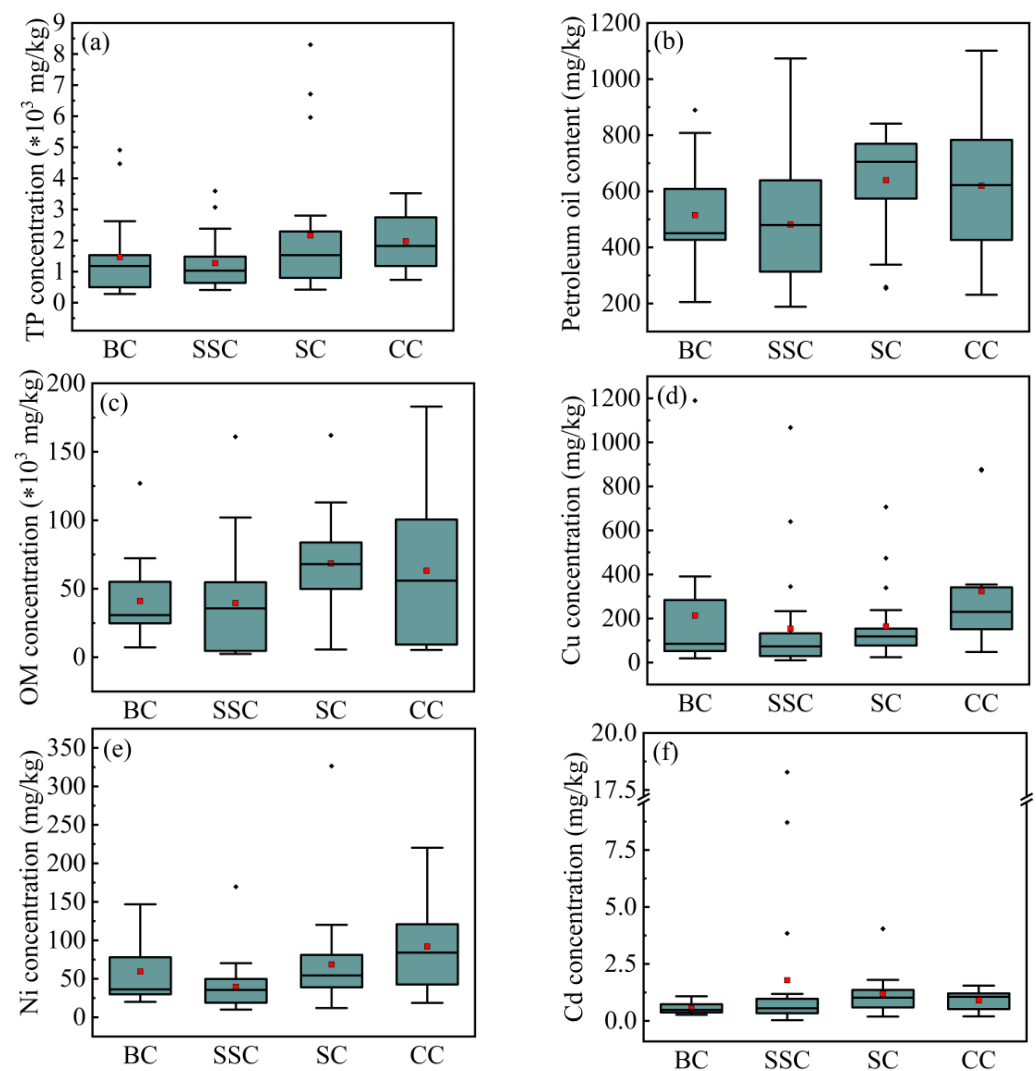 (a)
TP concentration (*10³ mg/kg)
9
8
7
6
5
4
3
2
1
0
BC SSC SC CC
(b)
Petroleum oil content (mg/kg)
1200
1000
800
600
400
200
BC SSC SC CC
(c)
OM concentration (*10³ mg/kg)
200
150
100
50
0
BC SSC SC CC
(d)
Cu concentration (mg/kg)
1200
1000
800
600
400
200
0
BC SSC SC CC
(e)
Ni concentration (mg/kg)
350
300
250
200
150
100
50
0
BC SSC SC CC
(f)
Cd concentration (mg/kg)
20.0
17.5
7.5
5.0
2.5
0.0
BC SSC SC CC